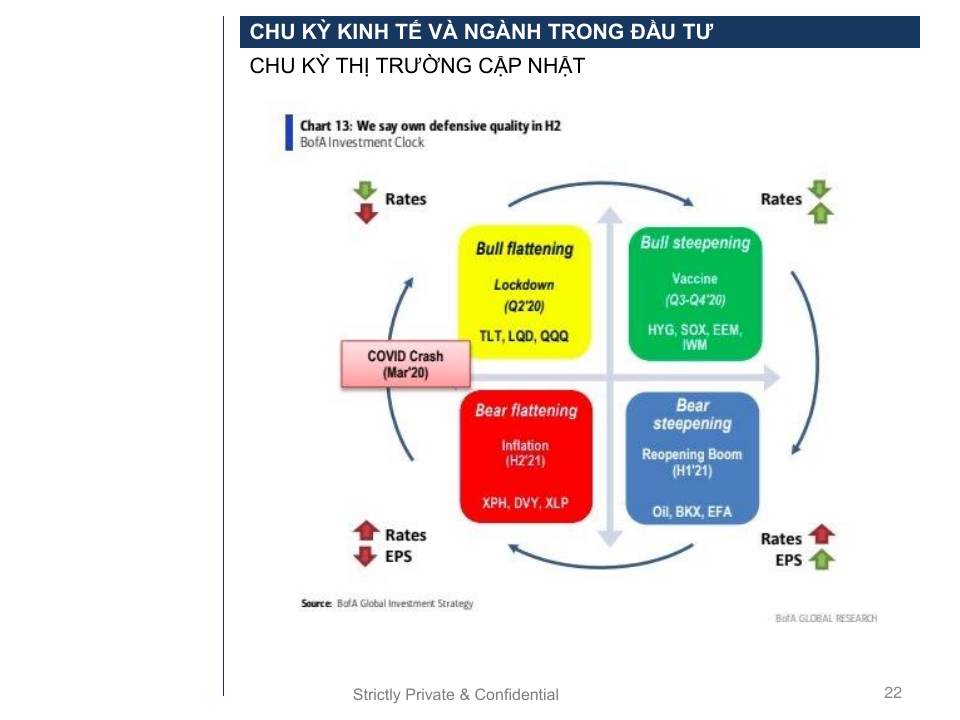 CHU KỲ KINH TẾ VÀ NGÀNH TRONG ĐẦU TƯ
CHU KỲ THỊ TRƯỜNG CẬP NHẬT
Chart 13: We say own defensive quality in H2
BofA Investment Clock
Rates
Rates
Bull flattening
Lockdown
(Q2'20)
TLT, LQD, QQQ
Bull steepening
Vaccine
(Q3-Q4'20)
HYG, SOX, EEM,
IWM
COVID Crash
(Mar'20)
Bear flattening
Inflation
(H2'21)
XPH, DVY, XLP
Bear
steepening
Reopening Boom
(H1'21)
Oil, BKX, EFA
Rates
EPS
Rates
EPS
Source: BofA Global Investment Strategy
BofA GLOBAL RESEARCH
Strictly Private & Confidential
22